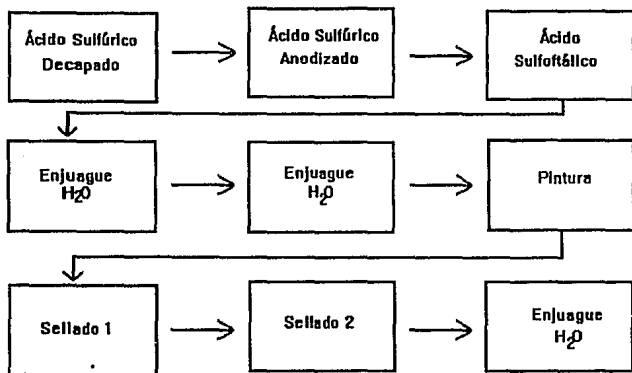 Ácido Sulfúrico
Decapado
Ácido Sulfúrico
Anodizado
Ácido
Sulfoftálico
Enjuague
H₂O
Enjuague
H₂O
Pintura
Sellado 1
Sellado 2
Enjuague
H₂O